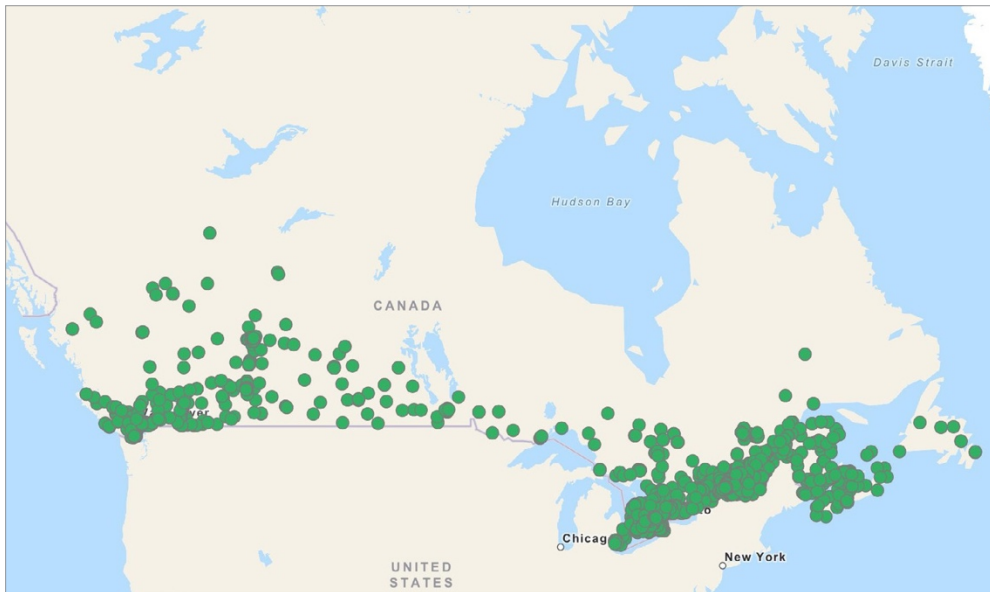 Davis Strait
Hudson Bay
CANADA
Chicag
New York
UNITED
STATES